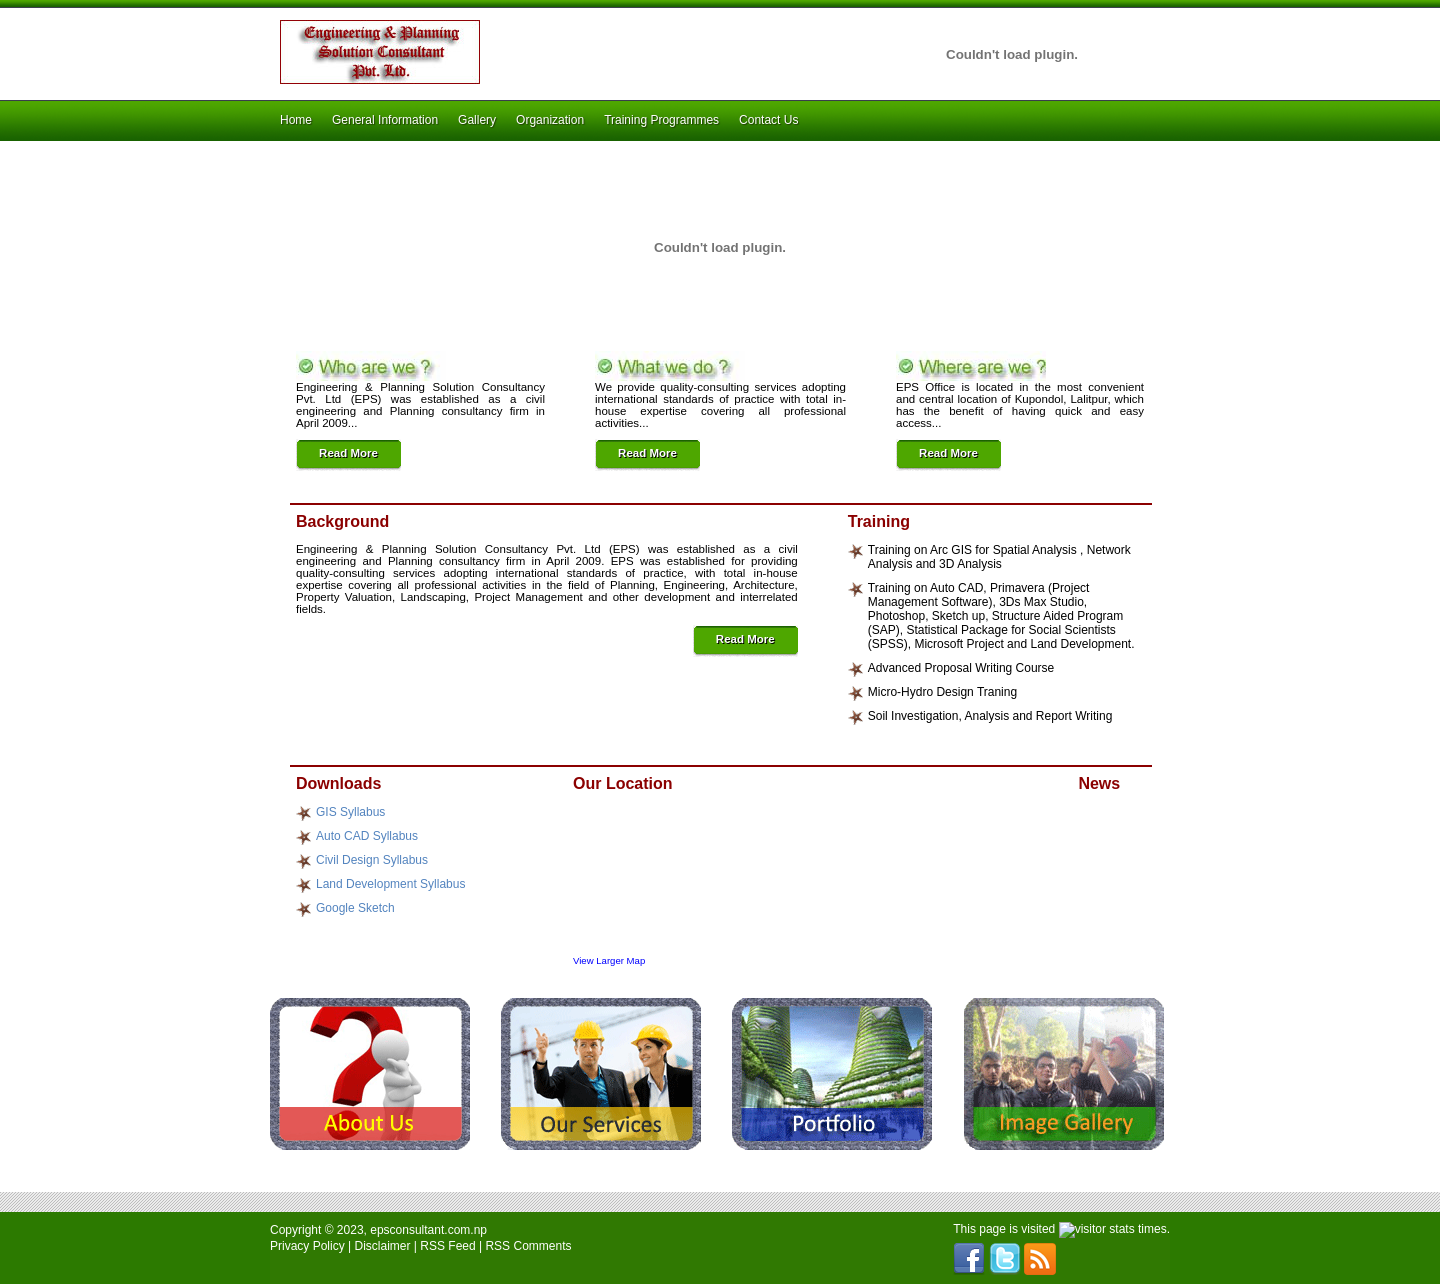 Engineering & Planning
Solution Consultant
Pvt. Ltd.
Couldn't load plugin.
Home General Information Gallery Organization Training Programmes Contact Us
Couldn't load plugin.
Who are we ?
Engineering & Planning Solution Consultancy
Pvt. Ltd (EPS) was established as a civil
engineering and Planning consultancy firm in
April 2009...
Read More
What we do ?
We provide quality-consulting services adopting
international standards of practice with total in-
house expertise covering all professional
activities...
Read More
Where are we ?
EPS Office is located in the most convenient
and central location of Kupondol, Lalitpur, which
has the benefit of having quick and easy
access...
Read More
Background
Engineering & Planning Solution Consultancy Pvt. Ltd (EPS) was established as a civil
engineering and Planning consultancy firm in April 2009. EPS was established for providing
quality-consulting services adopting international standards of practice, with total in-house
expertise covering all professional activities in the field of Planning, Engineering, Architecture,
Property Valuation, Landscaping, Project Management and other development and interrelated
fields.
Read More
Training
Training on Arc GIS for Spatial Analysis , Network
Analysis and 3D Analysis
Training on Auto CAD, Primavera (Project
Management Software), 3Ds Max Studio,
Photoshop, Sketch up, Structure Aided Program
(SAP), Statistical Package for Social Scientists
(SPSS), Microsoft Project and Land Development.
Advanced Proposal Writing Course
Micro-Hydro Design Traning
Soil Investigation, Analysis and Report Writing
Downloads
GIS Syllabus
Auto CAD Syllabus
Civil Design Syllabus
Land Development Syllabus
Google Sketch
Our Location
View Larger Map
News
About Us
Our Services
Portfolio
Image Gallery
Copyright © 2023, epsconsultant.com.np
Privacy Policy | Disclaimer | RSS Feed | RSS Comments
This page is visited visitor stats times.